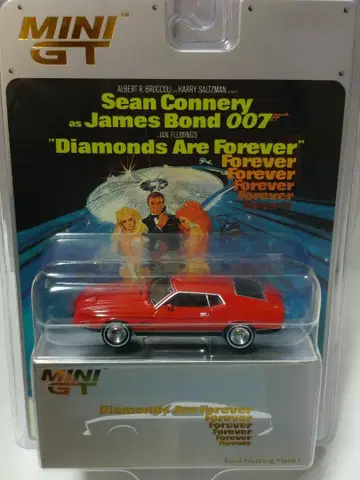 MINI
GT
ALBERT R. BROCCOLI AND HARRY SALTZMAN
Sean Connery
as James Bond 007
IAN FLEMING'S
"Diamonds Are Forever"
Forever
Forever
Forever
Forever
MINI
GT
Diamonds Are Forever
Forever
Forever
Forever
Forever
Forever
Ford Mustang Mach 1